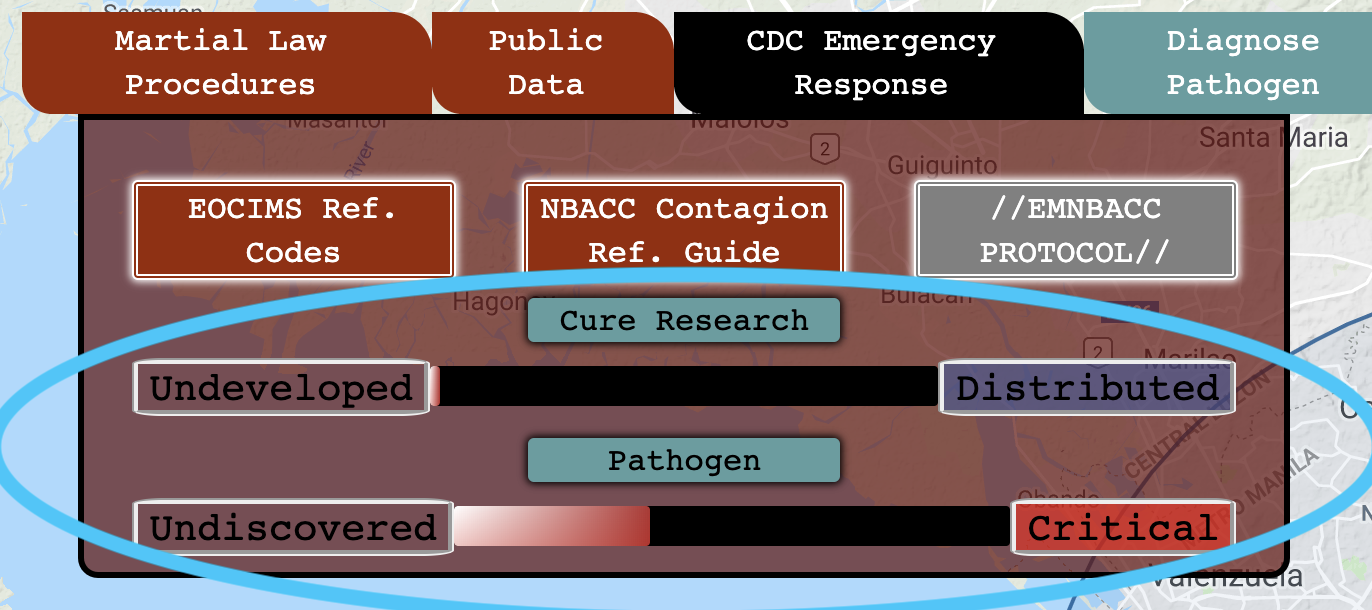 Martial Law
Procedures
Public
Data
CDC Emergency
Response
Diagnose
Pathogen
Masantol
Malolos
Santa Maria
River
2
Guiguinto
EOCIMS Ref.
Codes
NBACC Contagion
Ref. Guide
//EMNBACC
PROTOCOL//
Bulacan
Cure Research
2
Marilao
Undeveloped
Distributed
CENTRAL LUZON
METRO MANILA
Pathogen
Obando
Undiscovered
Critical
Valenzuela